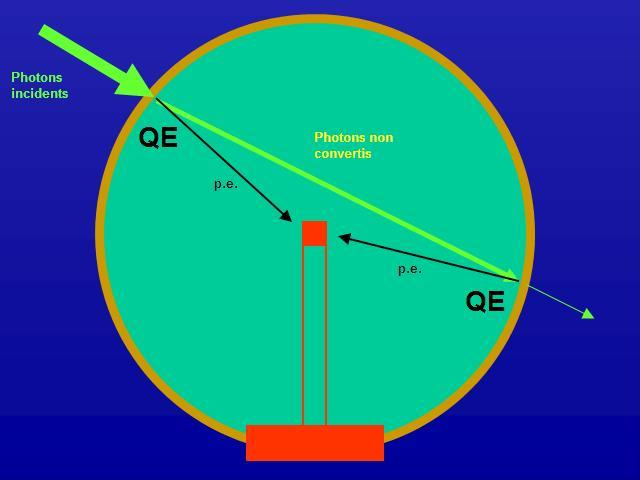 Photons
incidents
QE
Photons non
convertis
p.e.
p.e.
QE